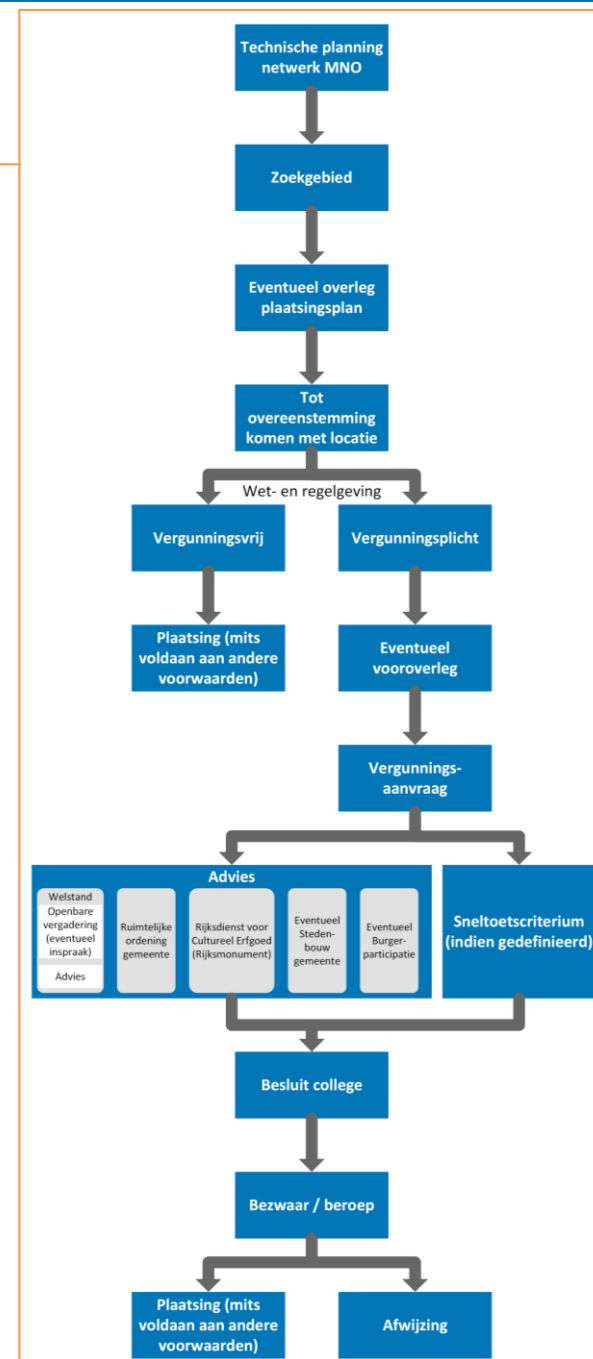 Technische planning
netwerk MNO
Zoekgebied
Eventueel overleg
plaatsingsplan
Tot
overeenstemming
komen met locatie
Wet- en regelgeving
Vergunningsvrij
Vergunningsplicht
Plaatsing (mits
voldaan aan andere
voorwaarden)
Eventueel
vooroverleg
Vergunnings-
aanvraag
Advies
Welstand
Openbare
vergadering
(eventueel
inspraak)
Advies
Ruimtelijke
ordening
gemeente
Rijksdienst voor
Cultureel Erfgoed
(Rijksmonument)
Eventueel
Steden-
bouw
gemeente
Eventueel
Burger-
participatie
Sneltoetscriterium
(indien gedefinieerd)
Besluit college
Bezwaar / beroep
Plaatsing (mits
voldaan aan andere
voorwaarden)
Afwijzing